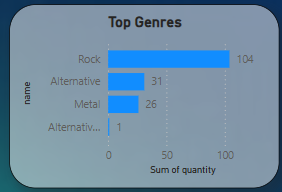 Top Genres
Rock 104
Alternative 31
Metal 26
Alternativ... 1
0 50 100
Sum of quantity
name